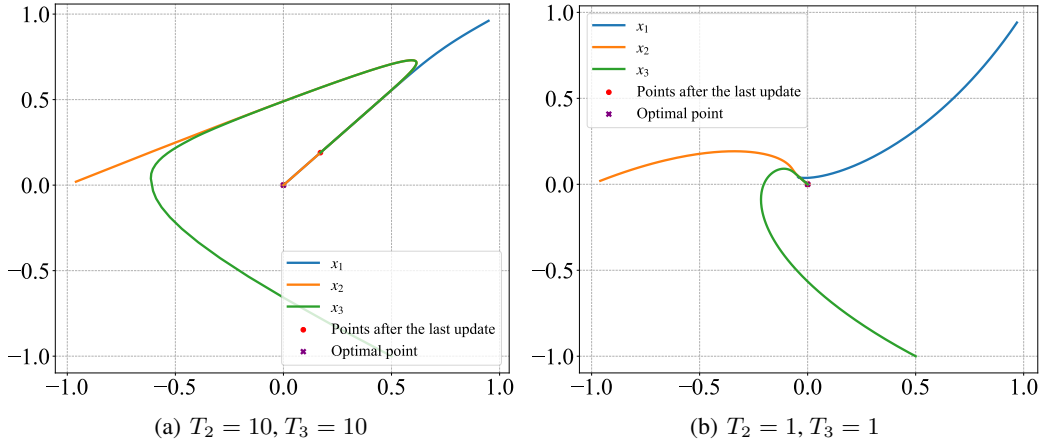 1.0
0.5
0.0
−0.5
−1.0
−1.0
−0.5
0.0
0.5
1.0
x1
x2
x3
Points after the last update
Optimal point
(a) T2 = 10, T3 = 10
1.0
0.5
0.0
−0.5
−1.0
−1.0
−0.5
0.0
0.5
1.0
x1
x2
x3
Points after the last update
Optimal point
(b) T2 = 1, T3 = 1